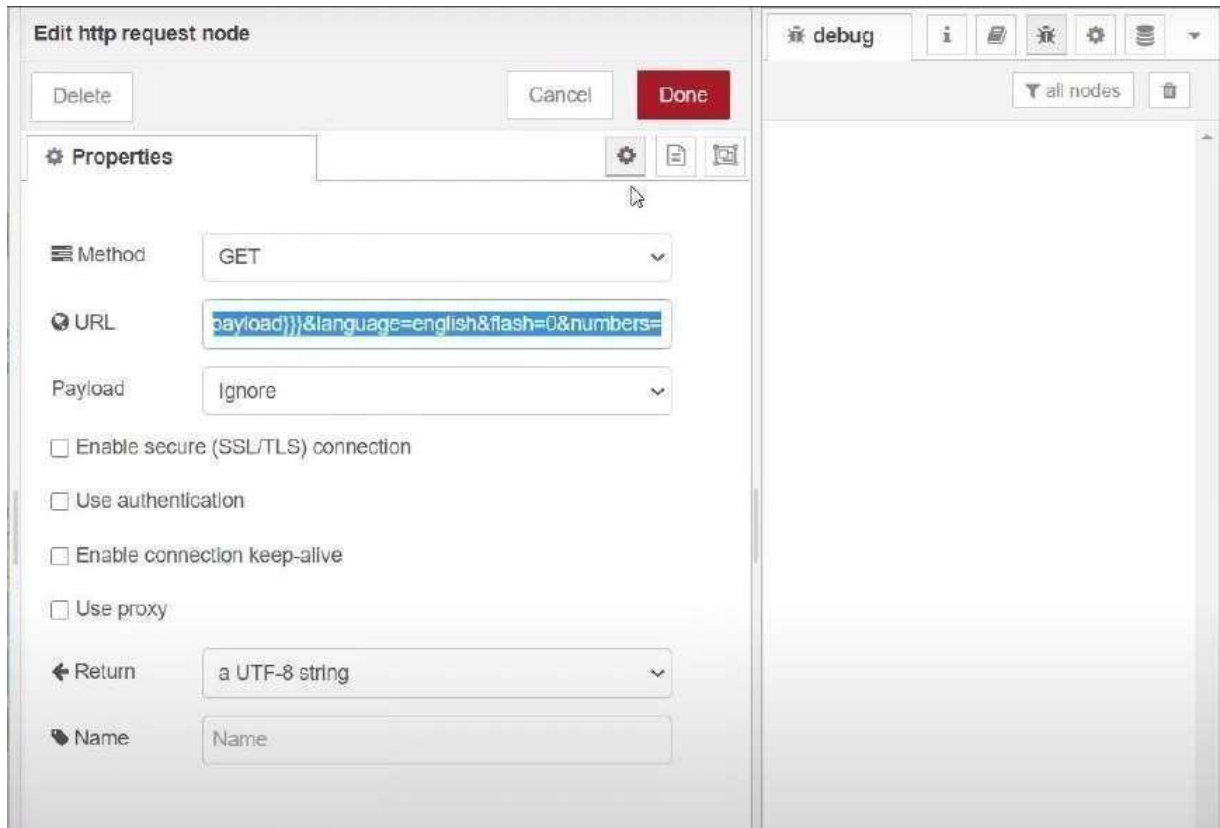 Edit http request node
debug
i
Delete
Cancel
Done
all nodes
Properties
Method
GET
URL
payload}}}&language=english&flash=0&numbers=
Payload
Ignore
Enable secure (SSL/TLS) connection
Use authentication
Enable connection keep-alive
Use proxy
Return
a UTF-8 string
Name
Name